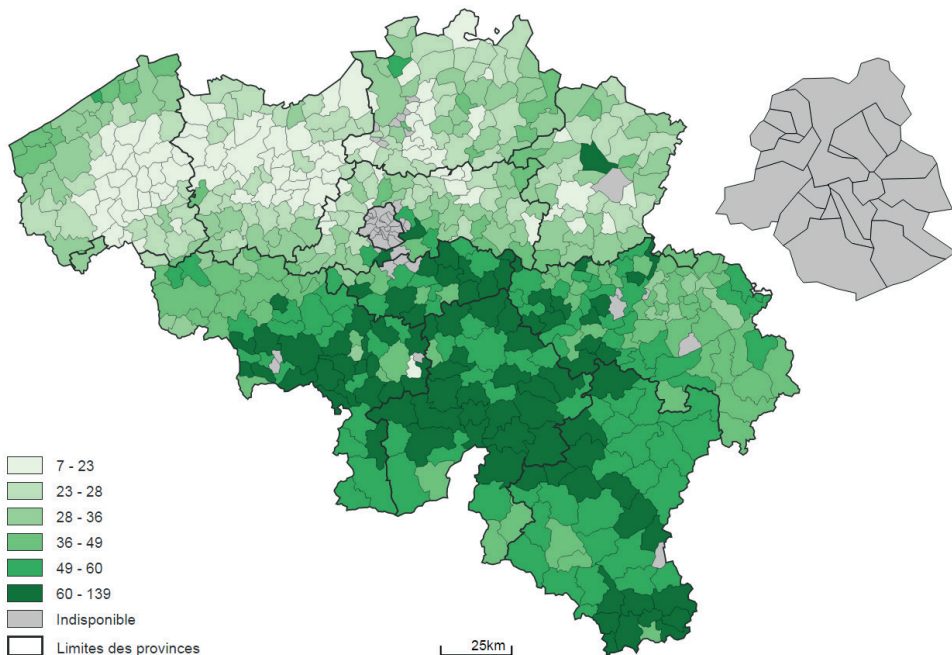 7 - 23
23 - 28
28 - 36
36 - 49
49 - 60
60 - 139
Indisponible
Limites des provinces
25km